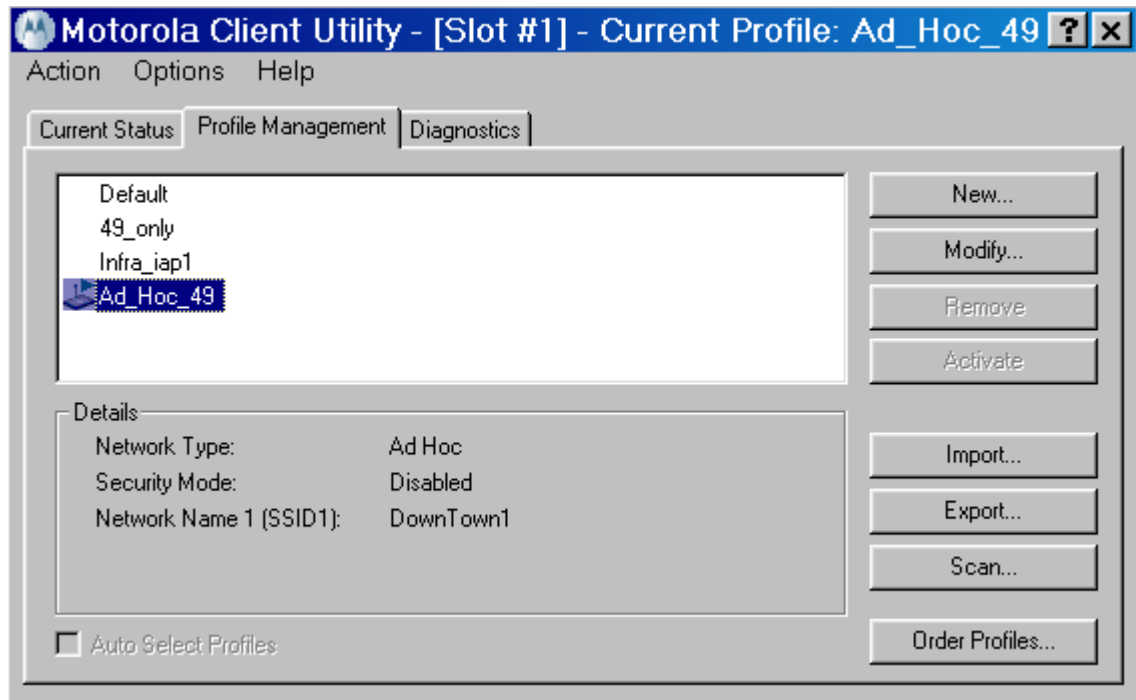 Motorola Client Utility - [Slot #1] - Current Profile: Ad_Hoc_49
Action Options Help
Current Status Profile Management Diagnostics
Default
49_only
Infra_iap1
Ad_Hoc_49
New...
Modify...
Remove
Activate
Details
Network Type: Ad Hoc
Security Mode: Disabled
Network Name 1 (SSID1): DownTown1
Import...
Export...
Scan...
Auto Select Profiles
Order Profiles...